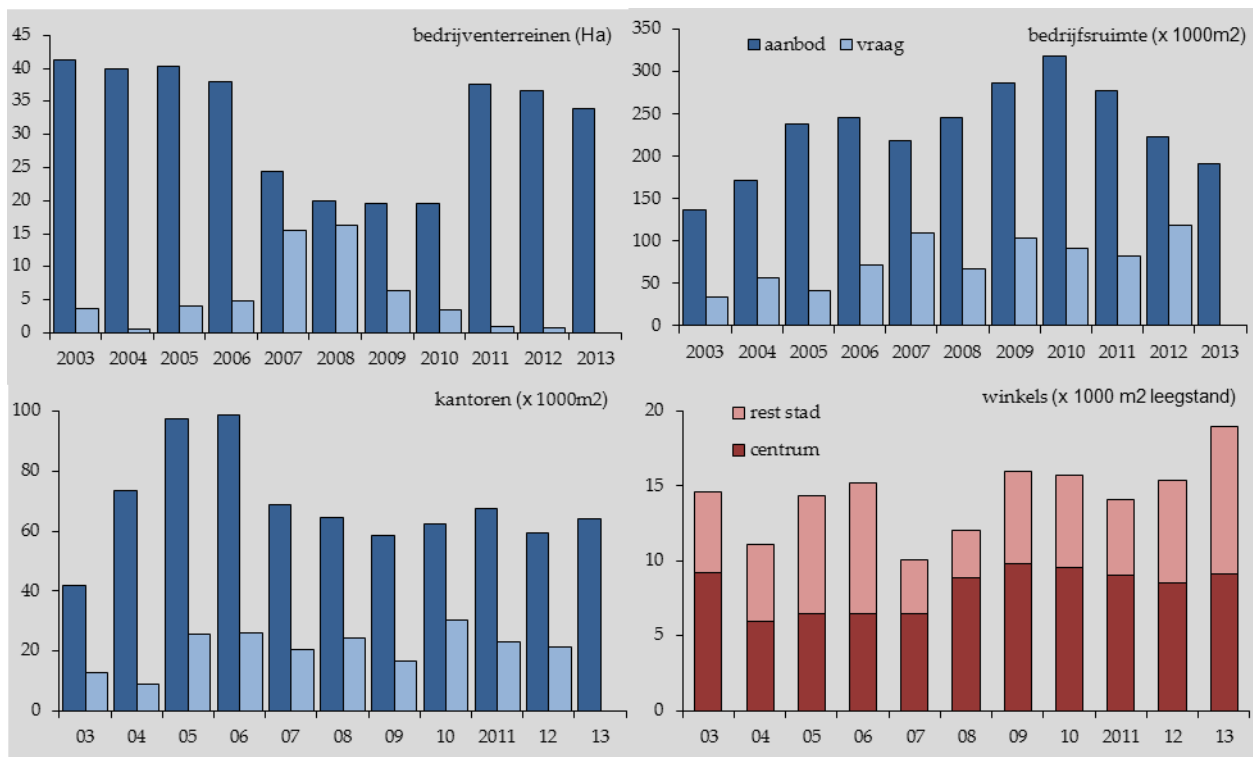 bedrijventerreinen (Ha)
45
40
35
30
25
20
15
10
5
0
2003 2004 2005 2006 2007 2008 2009 2010 2011 2012 2013
bedrijfsruimte (x 1000m2)
aanbod vraag
350
300
250
200
150
100
50
0
2003 2004 2005 2006 2007 2008 2009 2010 2011 2012 2013
kantoren (x 1000m2)
100
80
60
40
20
0
03 04 05 06 07 08 09 10 2011 12 13
winkels (x 1000 m2 leegstand)
rest stad
centrum
20
15
10
5
0
03 04 05 06 07 08 09 10 2011 12 13